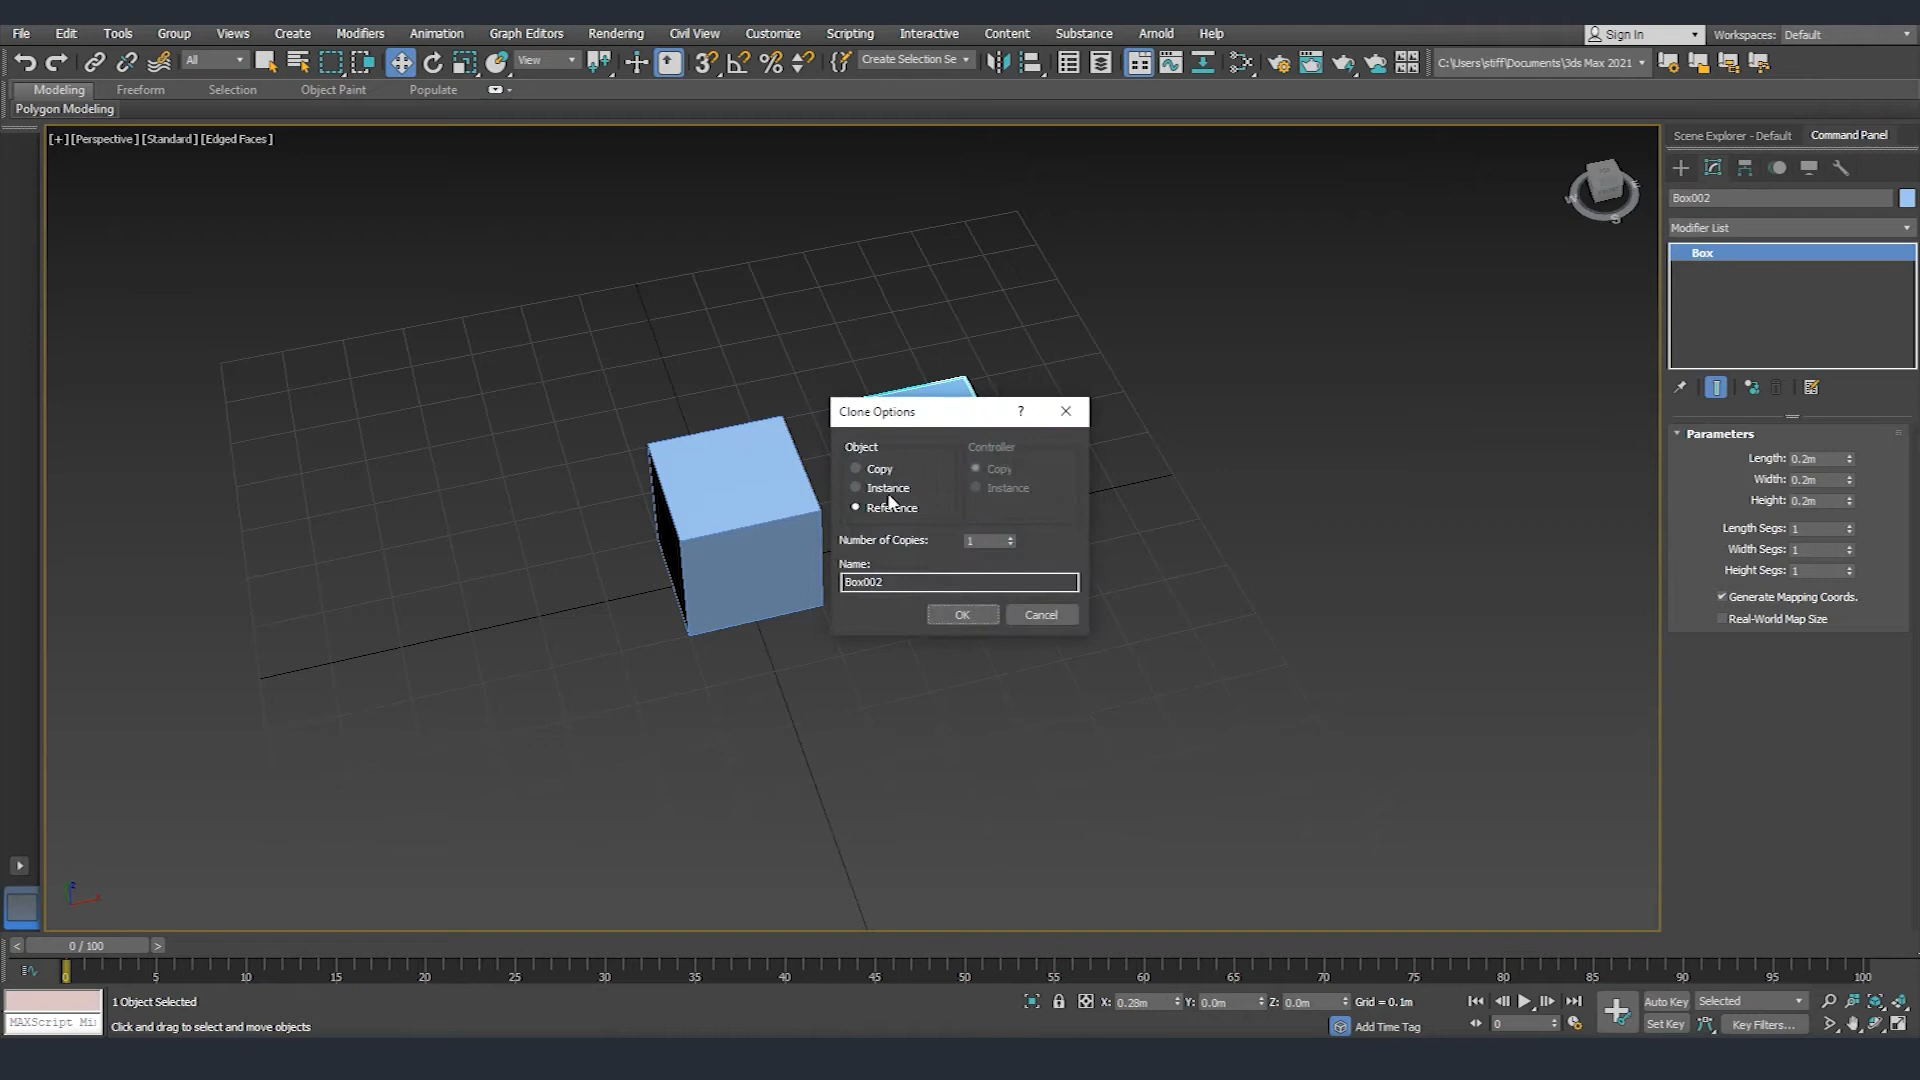 File Edit Tools Group Views Create Modifiers Animation Graph Editors Rendering Civil View Customize Scripting Interactive Content Substance Arnold Help Sign In Workspaces: Default
All View Create Selection Se C:\Users\stiff\Documents\3ds Max 2021
Modeling Freeform Selection Object Paint Populate
Polygon Modeling
[+] [Perspective] [Standard] [Edged Faces]
Scene Explorer - Default Command Panel
Box002
Modifier List
Box
Clone Options ? ×
Object Controller
Copy Copy
Instance Instance
Reference
Number of Copies: 1
Name:
Box002
OK Cancel
Parameters
Length: 0.2m
Width: 0.2m
Height: 0.2m
Length Segs: 1
Width Segs: 1
Height Segs: 1
Generate Mapping Coords.
Real-World Map Size
< 0 / 100 >
0 5 10 15 20 25 30 35 40 45 50 55 60 65 70 75 80 85 90 95 100
1 Object Selected X: 0.28m Y: 0.0m Z: 0.0m Grid = 0.1m Auto Key Selected
MAXScript Mi Click and drag to select and move objects Add Time Tag 0 Set Key Key Filters...